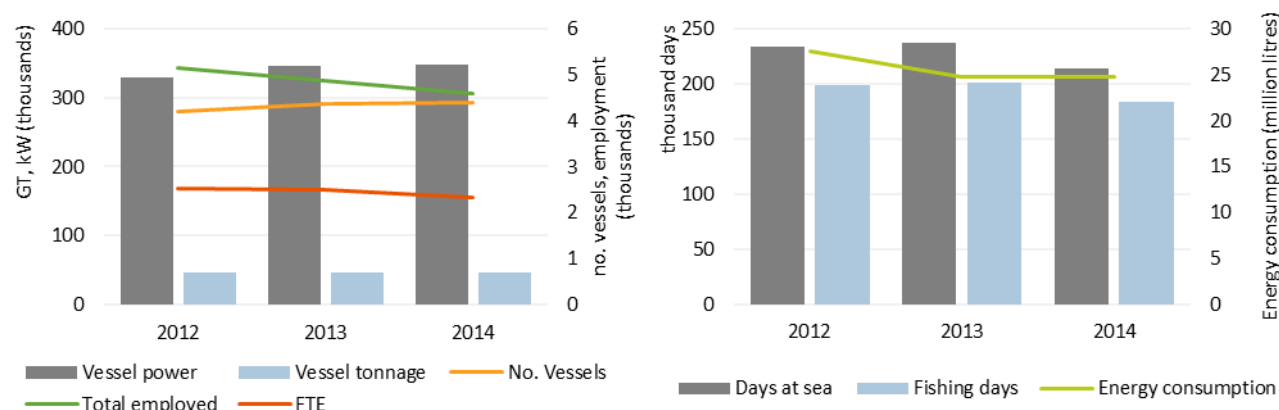 GT, kW (thousands)
400
300
200
100
0
6
5
4
3
2
1
0
no. vessels, employment
(thousands)
2012 2013 2014
Vessel power Vessel tonnage No. Vessels
Total employed FTE
thousand days
250
200
150
100
50
0
30
25
20
15
10
5
0
Energy consumption (million litres)
2012 2013 2014
Days at sea Fishing days Energy consumption